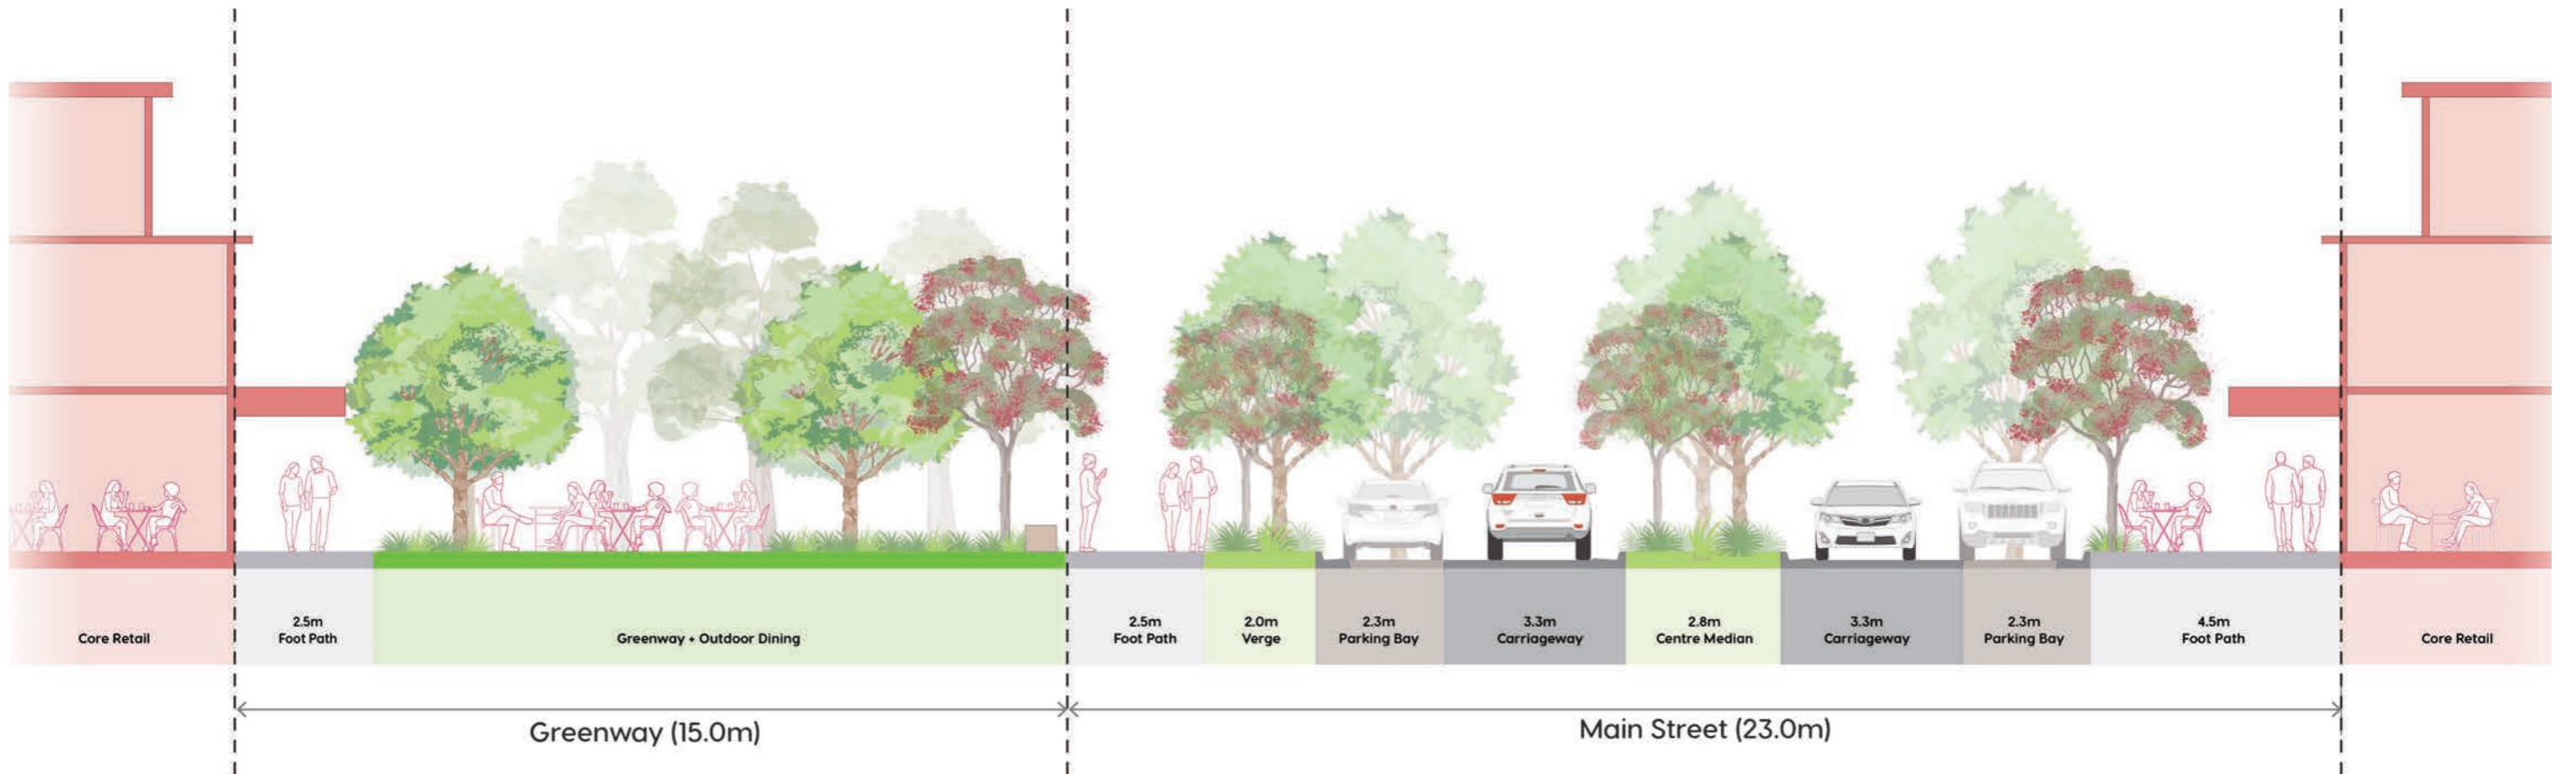 Core Retail
2.5m
Foot Path
Greenway + Outdoor Dining
2.5m
Foot Path
2.0m
Verge
2.3m
Parking Bay
3.3m
Carriageway
2.8m
Centre Median
3.3m
Carriageway
2.3m
Parking Bay
4.5m
Foot Path
Core Retail
Greenway (15.0m)
Main Street (23.0m)